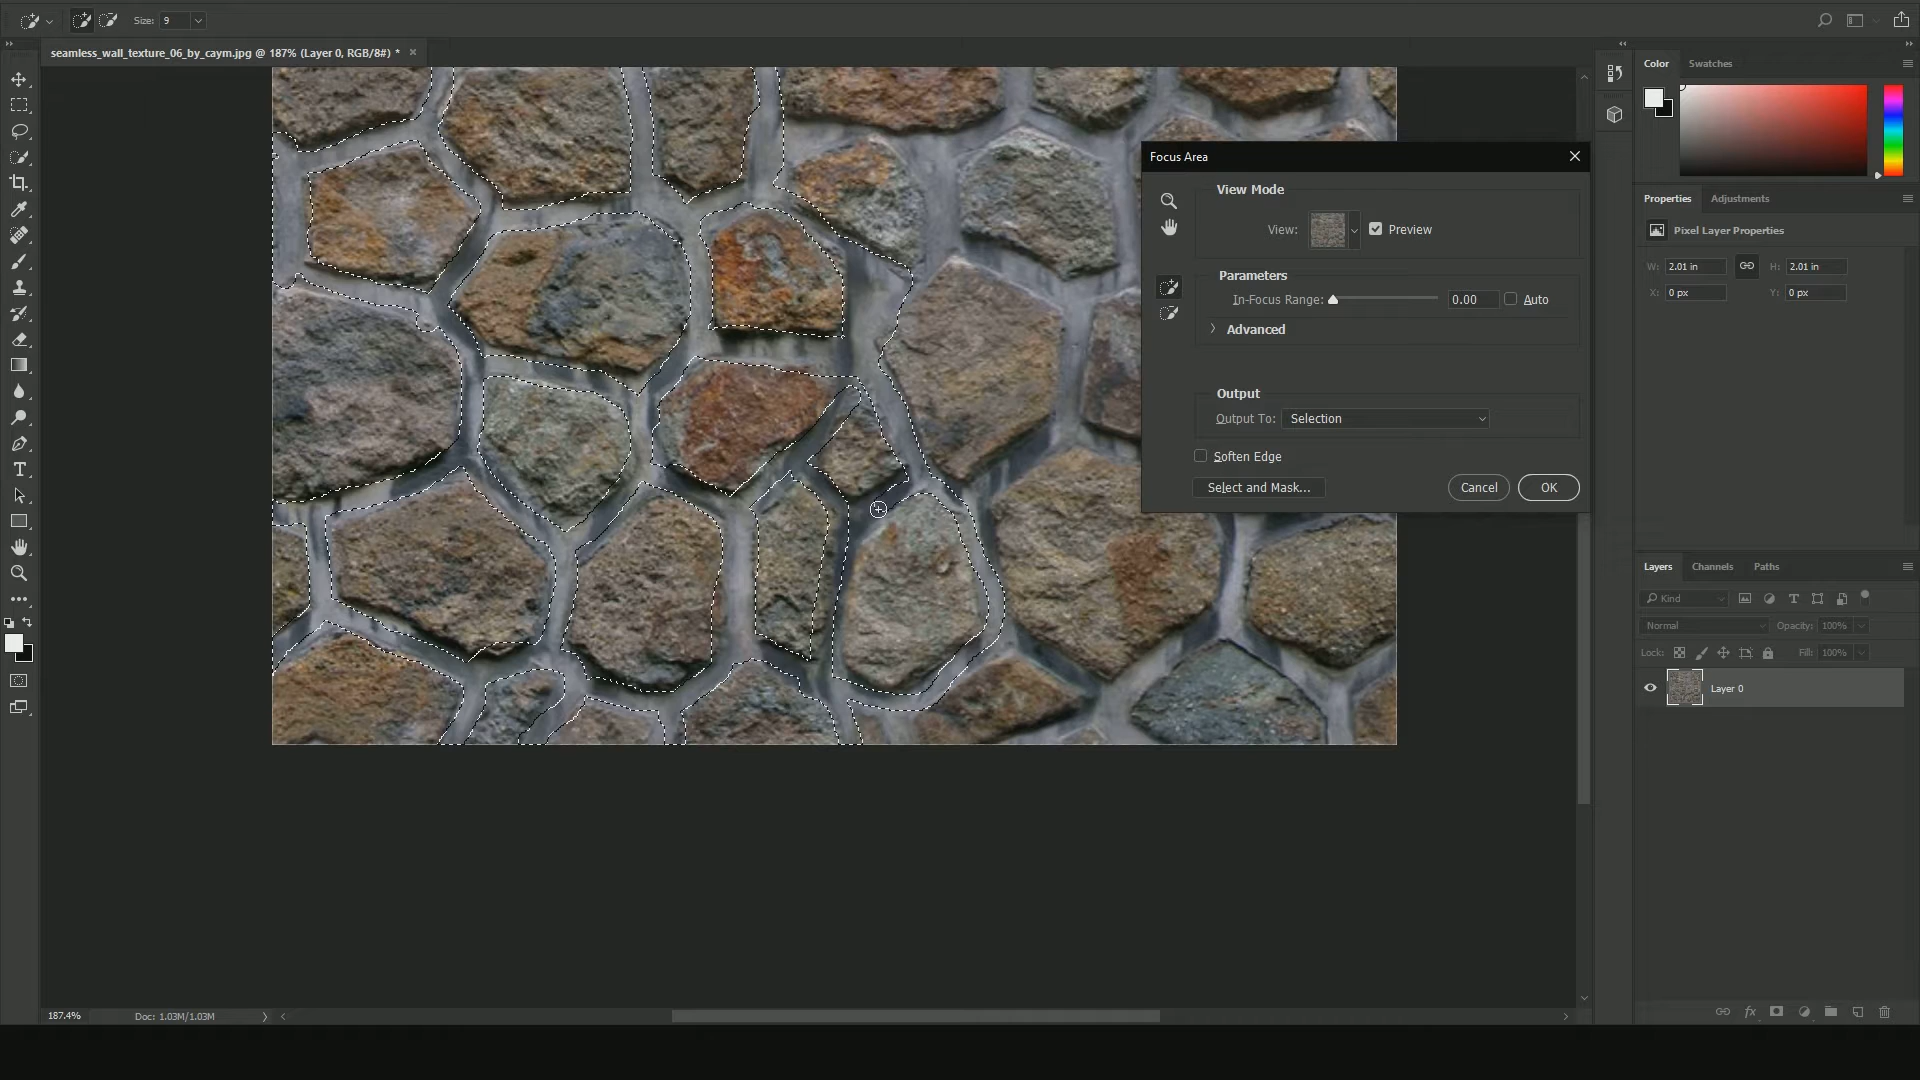 Size: 9
seamless_wall_texture_06_by_caym.jpg @ 187% (Layer 0, RGB/8#) *
Color
Swatches
Focus Area
View Mode
View:
Preview
Parameters
In-Focus Range:
0.00
Auto
Advanced
Output
Output To:
Selection
Soften Edge
Select and Mask...
Cancel
OK
Properties
Adjustments
Pixel Layer Properties
W: 2.01 in
H: 2.01 in
X: 0 px
Y: 0 px
Layers
Channels
Paths
Kind
Normal
Opacity: 100%
Lock:
Fill: 100%
Layer 0
187.4%
Doc: 1.03M/1.03M